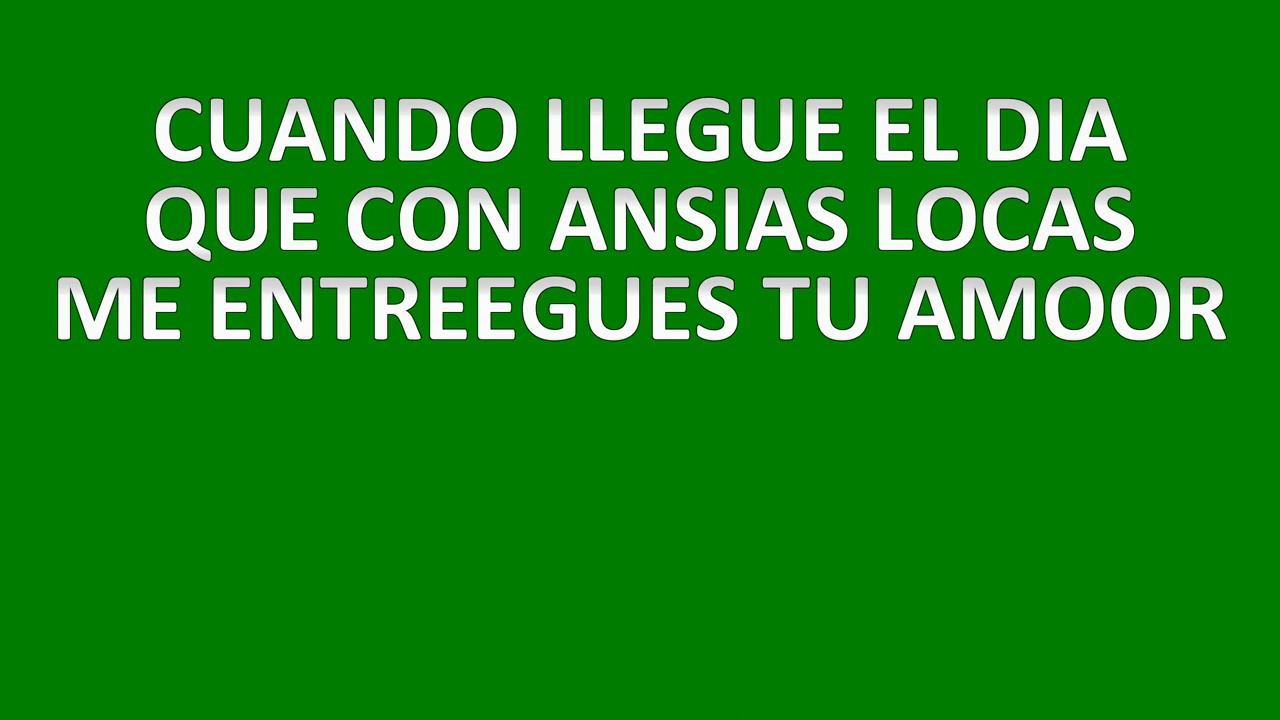 CUANDO LLEGUE EL DIA
QUE CON ANSIAS LOCAS
ME ENTREEGUES TU AMOOR